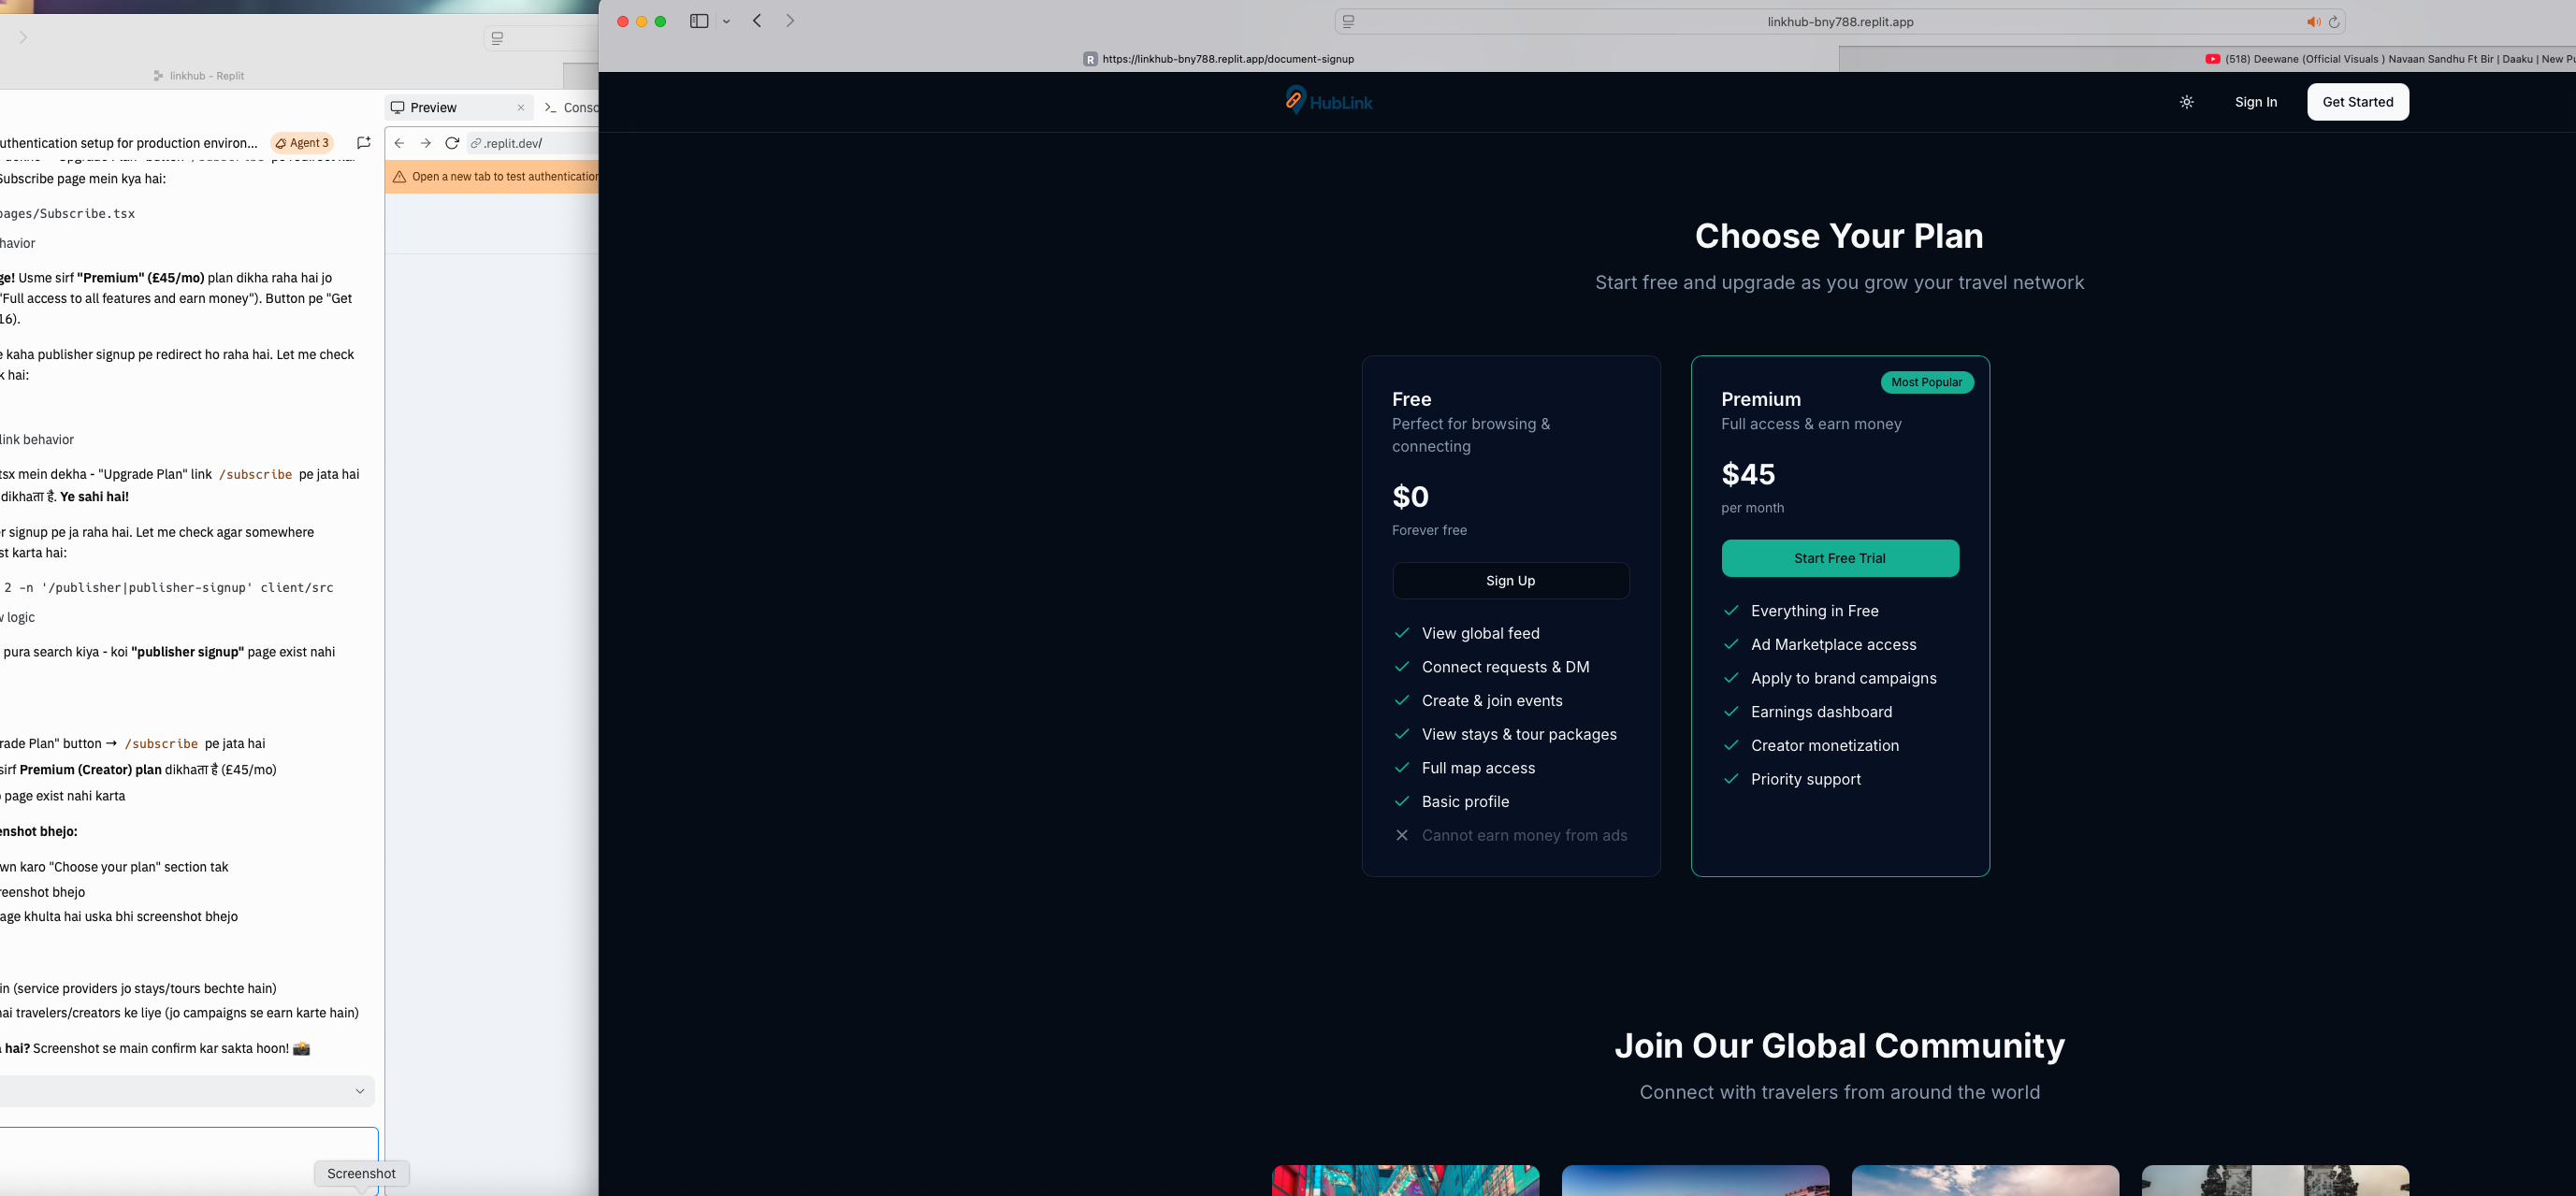 linkhub - Replit
uthentication setup for production environ...
Agent 3
Subscribe page mein kya hai:
pages/Subscribe.tsx
havior
ge! Usme sirf "Premium" (£45/mo) plan dikha raha hai jo
"Full access to all features and earn money"). Button pe "Get
16).
e kaha publisher signup pe redirect ho raha hai. Let me check
k hai:
link behavior
tsx mein dekha - "Upgrade Plan" link /subscribe pe jata hai
dikhाता है. Ye sahi hai!
r signup pe ja raha hai. Let me check agar somewhere
st karta hai:
2 -n '/publisher|publisher-signup' client/src
w logic
pura search kiya - koi "publisher signup" page exist nahi
rade Plan" button → /subscribe pe jata hai
sirf Premium (Creator) plan dikhाता है (£45/mo)
page exist nahi karta
enshot bhejo:
wn karo "Choose your plan" section tak
reenshot bhejo
age khulta hai uska bhi screenshot bhejo
in (service providers jo stays/tours bechte hain)
hai travelers/creators ke liye (jo campaigns se earn karte hain)
hai? Screenshot se main confirm kar sakta hoon! 📸
Screenshot
Preview
Conso
.replit.dev/
Open a new tab to test authentication
linkhub-bny788.replit.app
R https://linkhub-bny788.replit.app/document-signup
(518) Deewane (Official Visuals ) Navaan Sandhu Ft Bir | Daaku | New Pu
HubLink
Sign In
Get Started
Choose Your Plan
Start free and upgrade as you grow your travel network
Free
Perfect for browsing &
connecting
$0
Forever free
Sign Up
View global feed
Connect requests & DM
Create & join events
View stays & tour packages
Full map access
Basic profile
Cannot earn money from ads
Most Popular
Premium
Full access & earn money
$45
per month
Start Free Trial
Everything in Free
Ad Marketplace access
Apply to brand campaigns
Earnings dashboard
Creator monetization
Priority support
Join Our Global Community
Connect with travelers from around the world